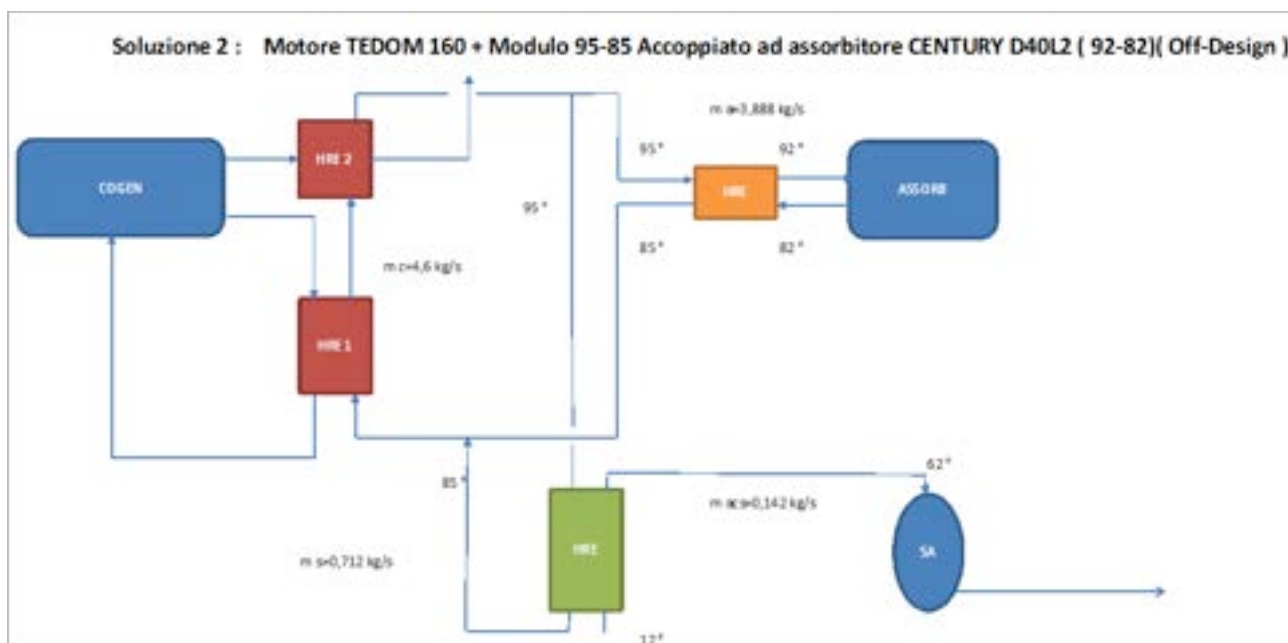 Soluzione 2 : Motore TEDOM 160 + Modulo 95-85 Accoppiato ad assorbitore CENTURY D40L2 ( 92-82)( Off-Design )
m a=3,888 kg/s
HRE 2
95°
92°
COGEN
HRE
ASSORB
95°
85°
82°
m c=4,6 kg/s
HRE 1
62°
85°
m acs=0,142 kg/s
HRE
SA
m s=0,712 kg/s
12°